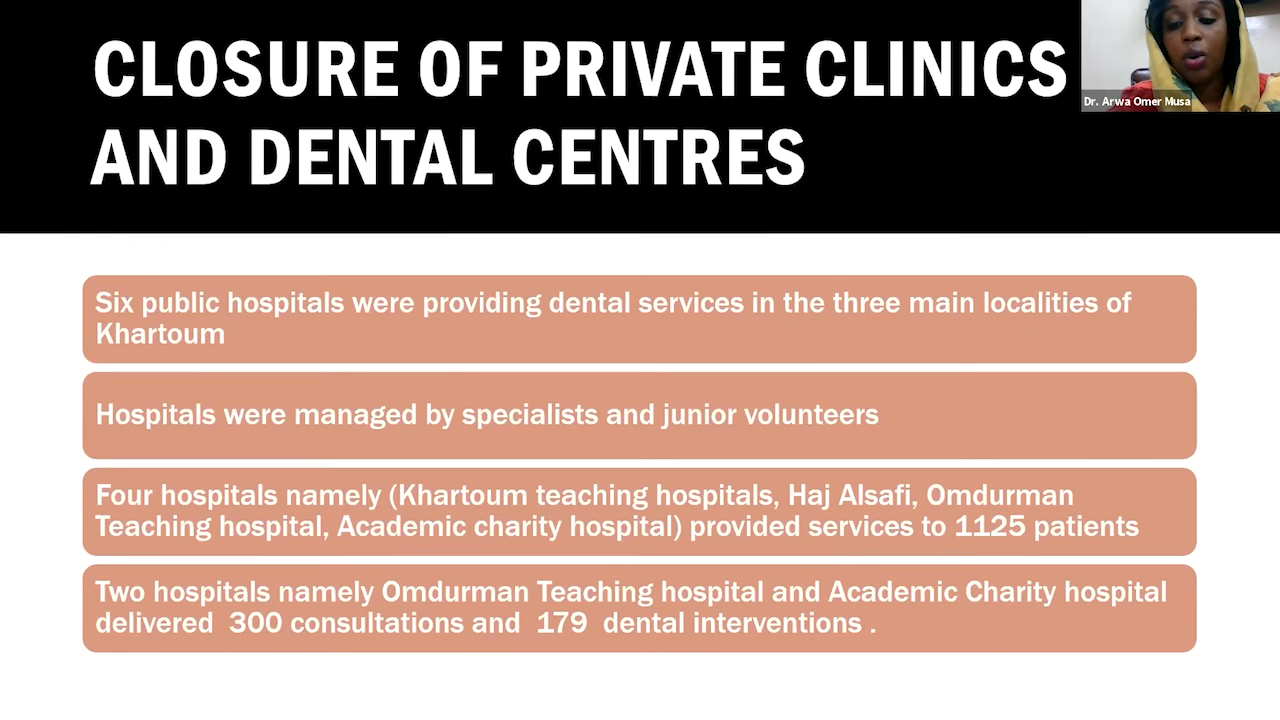 CLOSURE OF PRIVATE CLINICS
AND DENTAL CENTRES
Dr. Arwa Omer Musa
Six public hospitals were providing dental services in the three main localities of
Khartoum
Hospitals were managed by specialists and junior volunteers
Four hospitals namely (Khartoum teaching hospitals, Haj Alsafi, Omdurman
Teaching hospital, Academic charity hospital) provided services to 1125 patients
Two hospitals namely Omdurman Teaching hospital and Academic Charity hospital
delivered  300 consultations and  179  dental interventions .